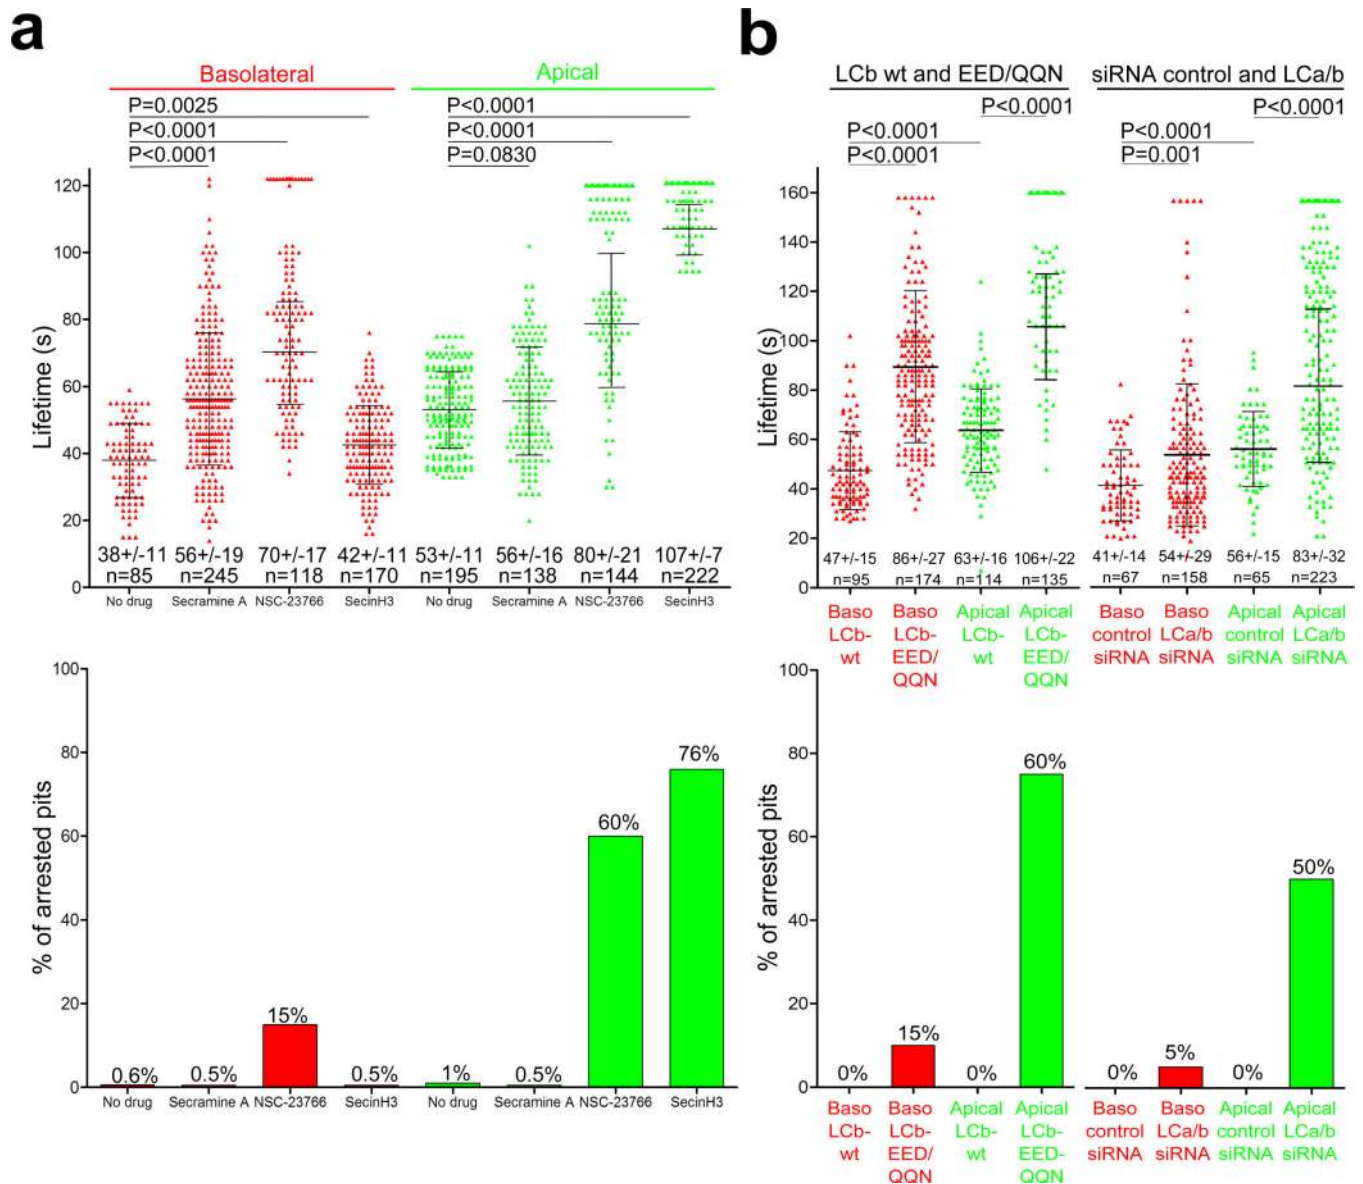 a
Basolateral
Apical
P=0.0025
P<0.0001
P<0.0001
P<0.0001
P<0.0001
P=0.0830
Lifetime (s)
120
100
80
60
40
20
0
38+/-11 56+/-19 70+/-17 42+/-11 53+/-11 56+/-16 80+/-21 107+/-7
n=85 n=245 n=118 n=170 n=195 n=138 n=144 n=222
No drug Secramine A NSC-23766 SecinH3 No drug Secramine A NSC-23766 SecinH3
% of arrested pits
100
80
60
40
20
0
0.6% 0.5% 15% 0.5% 1% 0.5% 60% 76%
No drug Secramine A NSC-23766 SecinH3 No drug Secramine A NSC-23766 SecinH3
b
LCb wt and EED/QQN
siRNA control and LCa/b
P<0.0001
P<0.0001
P<0.0001
P<0.0001
P<0.0001
P=0.001
Lifetime (s)
160
140
120
100
80
60
40
20
0
47+/-15 86+/-27 63+/-16 106+/-22 41+/-14 54+/-29 56+/-15 83+/-32
n=95 n=174 n=114 n=135 n=67 n=158 n=65 n=223
Baso Baso Apical Apical Baso Baso Apical Apical
LCb- LCb- LCb- LCb- control LCa/b control LCa/b
wt EED/ wt EED/ siRNA siRNA siRNA siRNA
QQN QQN
% of arrested pits
100
80
60
40
20
0
0% 15% 0% 60% 0% 5% 0% 50%
Baso Baso Apical Apical Baso Baso Apical Apical
LCb- LCb- LCb- LCb- control LCa/b control LCa/b
wt EED/ wt EED- siRNA siRNA siRNA siRNA
QQN QQN